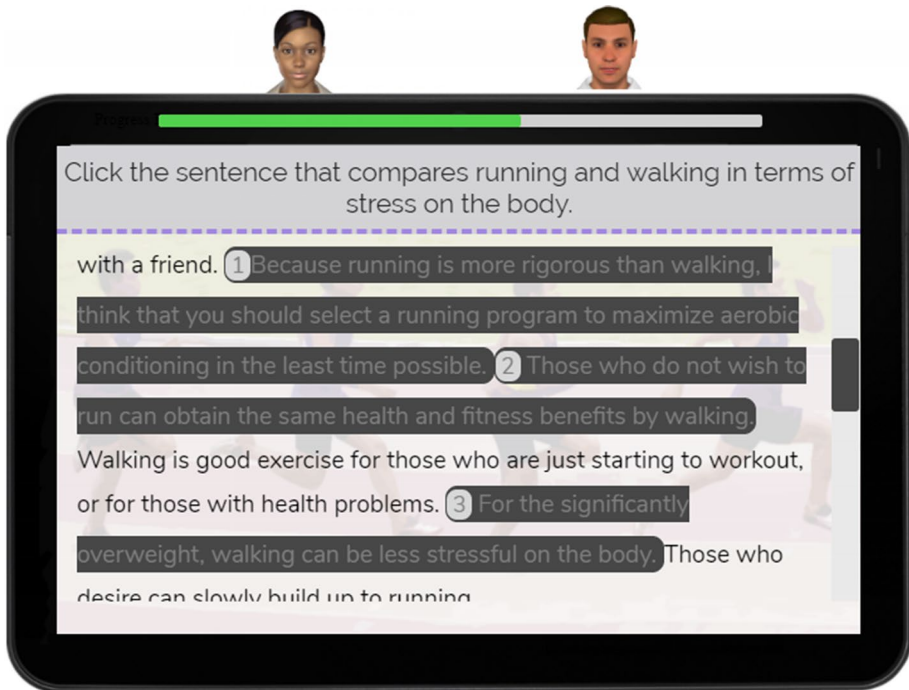 Progress
Click the sentence that compares running and walking in terms of
stress on the body.
with a friend. 1 Because running is more rigorous than walking, I
think that you should select a running program to maximize aerobic
conditioning in the least time possible. 2 Those who do not wish to
run can obtain the same health and fitness benefits by walking.
Walking is good exercise for those who are just starting to workout,
or for those with health problems. 3 For the significantly
overweight, walking can be less stressful on the body. Those who
desire can slowly build up to running